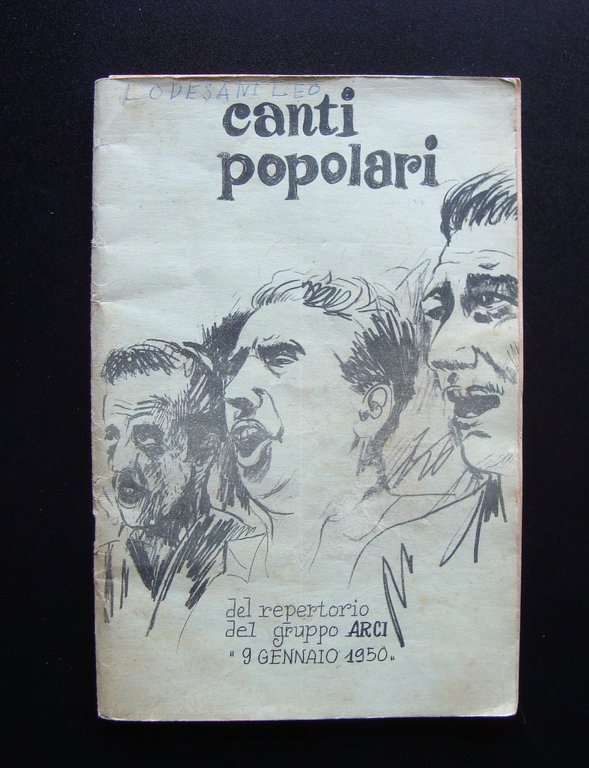 LODESANI LEO
canti
popolari
del repertorio
del gruppo ARCI
"9 GENNAIO 1950"